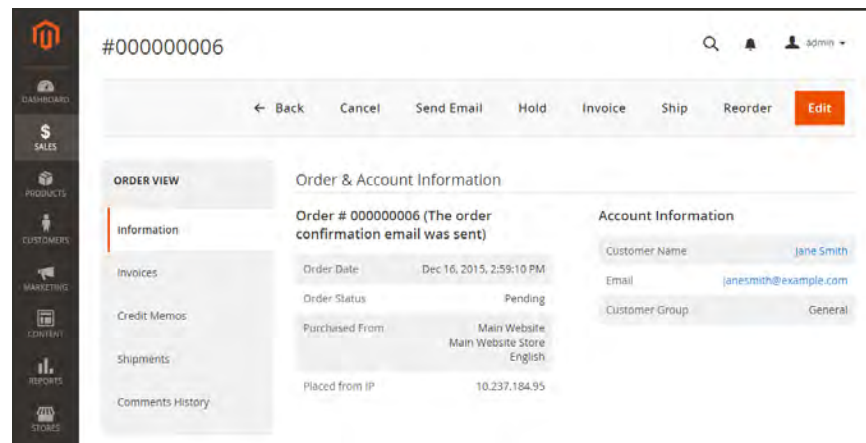 #000000006
admin
← Back Cancel Send Email Hold Invoice Ship Reorder Edit
DASHBOARD
$
SALES
PRODUCTS
CUSTOMERS
MARKETING
CONTENT
REPORTS
STORES
ORDER VIEW
Information
Invoices
Credit Memos
Shipments
Comments History
Order & Account Information
Order # 000000006 (The order
confirmation email was sent)
Order Date Dec 16, 2015, 2:59:10 PM
Order Status Pending
Purchased From Main Website
Main Website Store
English
Placed from IP 10.237.184.95
Account Information
Customer Name Jane Smith
Email janesmith@example.com
Customer Group General